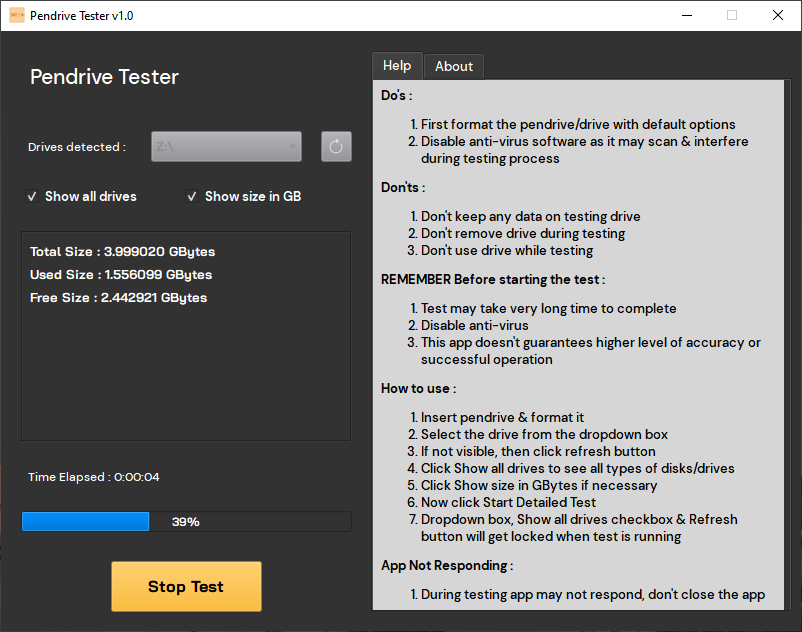 Pendrive Tester v1.0
Pendrive Tester
Drives detected :
Z:\
Show all drives
Show size in GB
Total Size : 3.999020 GBytes
Used Size : 1.556099 GBytes
Free Size : 2.442921 GBytes
Time Elapsed : 0:00:04
39%
Stop Test
Help
About
Do's :
1. First format the pendrive/drive with default options
2. Disable anti-virus software as it may scan & interfere
during testing process
Don'ts :
1. Don't keep any data on testing drive
2. Don't remove drive during testing
3. Don't use drive while testing
REMEMBER Before starting the test :
1. Test may take very long time to complete
2. Disable anti-virus
3. This app doesn't guarantees higher level of accuracy or
successful operation
How to use :
1. Insert pendrive & format it
2. Select the drive from the dropdown box
3. If not visible, then click refresh button
4. Click Show all drives to see all types of disks/drives
5. Click Show size in GBytes if necessary
6. Now click Start Detailed Test
7. Dropdown box, Show all drives checkbox & Refresh
button will get locked when test is running
App Not Responding :
1. During testing app may not respond, don't close the app